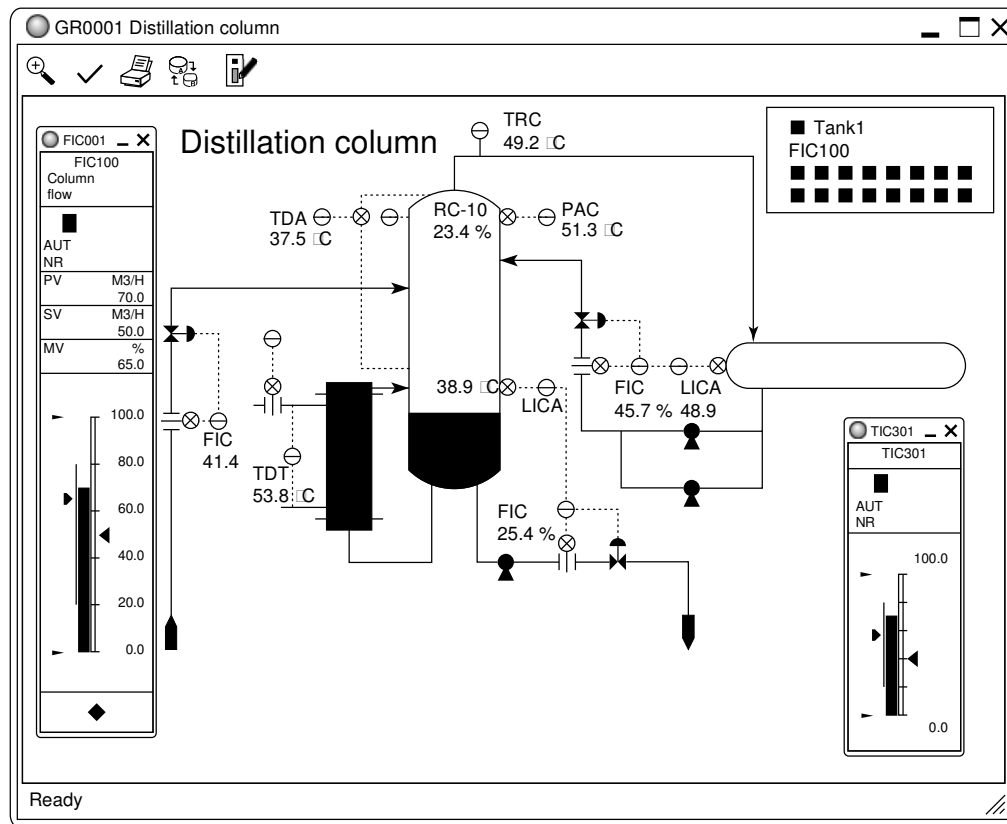 GR0001 Distillation column
FIC001
FIC100
Column
flow
AUT
NR
PV M3/H
70.0
SV M3/H
50.0
MV %
65.0
100.0
80.0
60.0
40.0
20.0
0.0
Distillation column
TRC
49.2 □C
Tank1
FIC100
TDA
37.5 □C
RC-10
23.4 %
PAC
51.3 □C
38.9 □C
LICA
FIC
45.7 %
LICA
48.9
FIC
41.4
TDT
53.8 □C
FIC
25.4 %
TIC301
TIC301
AUT
NR
100.0
0.0
Ready